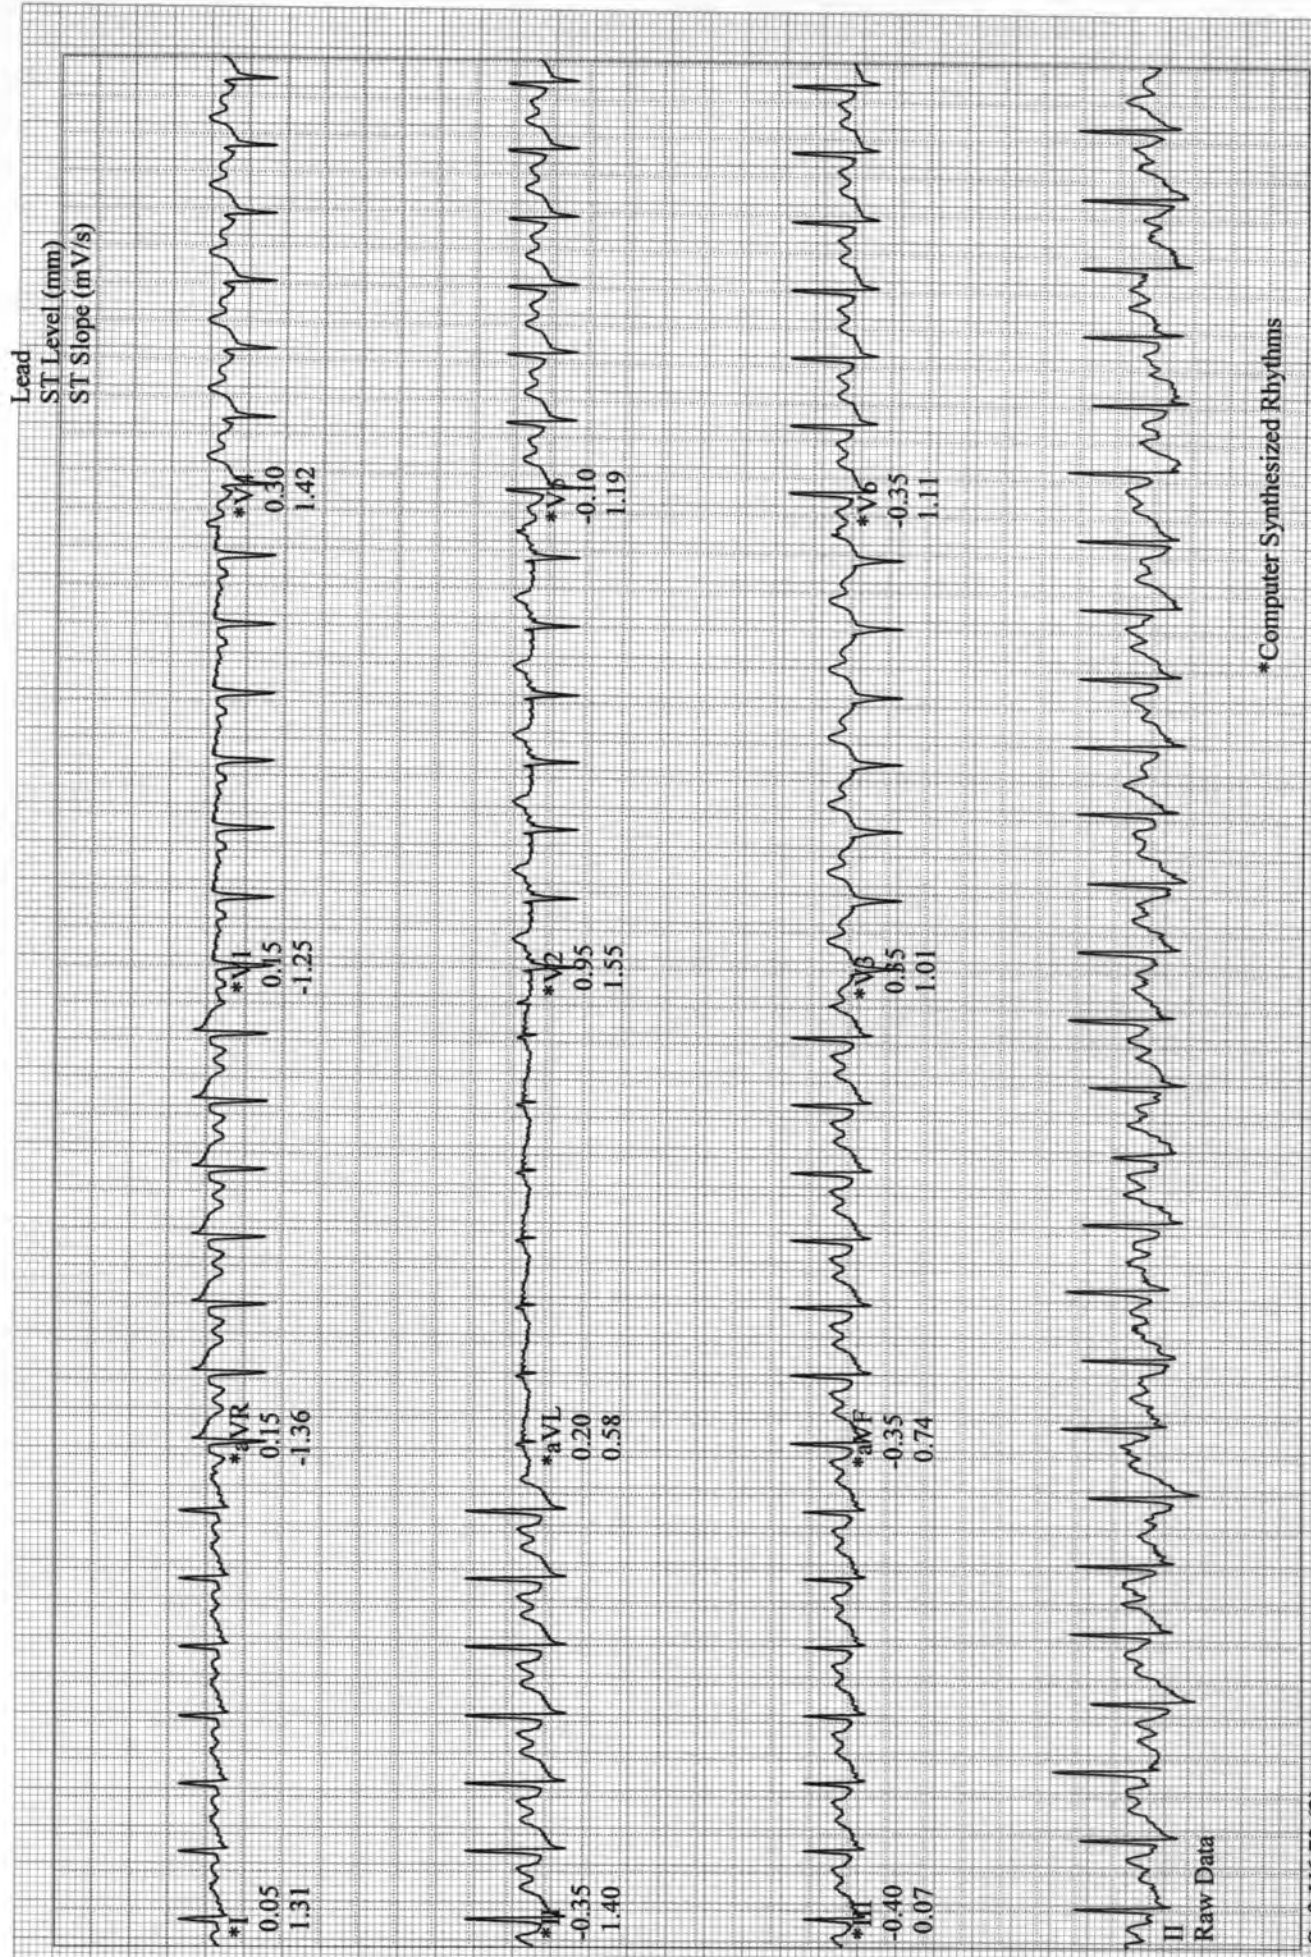 Lead
ST Level (mm)
ST Slope (mV/s)
*I
0.05
1.31
*aVR
0.15
-1.36
*V1
0.15
-1.25
*V4
0.30
1.42
*II
-0.35
1.40
*aVL
0.20
0.58
*V2
0.95
1.55
*V5
-0.10
1.19
*III
-0.40
0.07
*aVF
-0.35
0.74
*V3
0.85
1.01
*V6
-0.35
1.11
II
Raw Data
*Computer Synthesized Rhythms